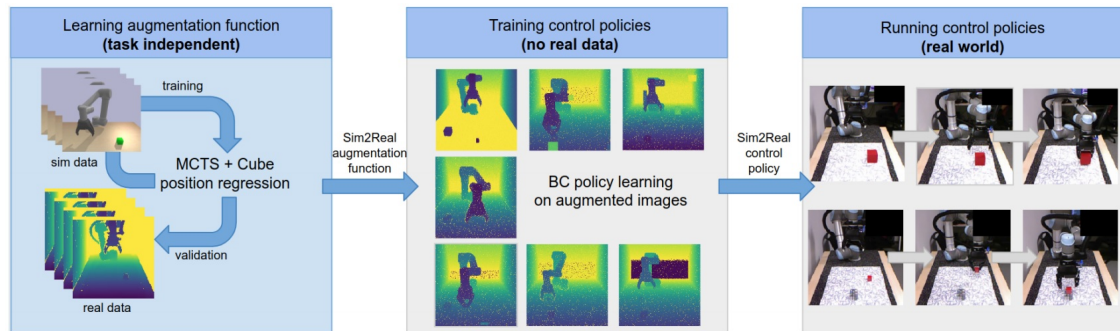 Learning augmentation function
(task independent)
training
sim data
MCTS + Cube
position regression
validation
real data
Sim2Real
augmentation
function
Training control policies
(no real data)
BC policy learning
on augmented images
Sim2Real
control
policy
Running control policies
(real world)